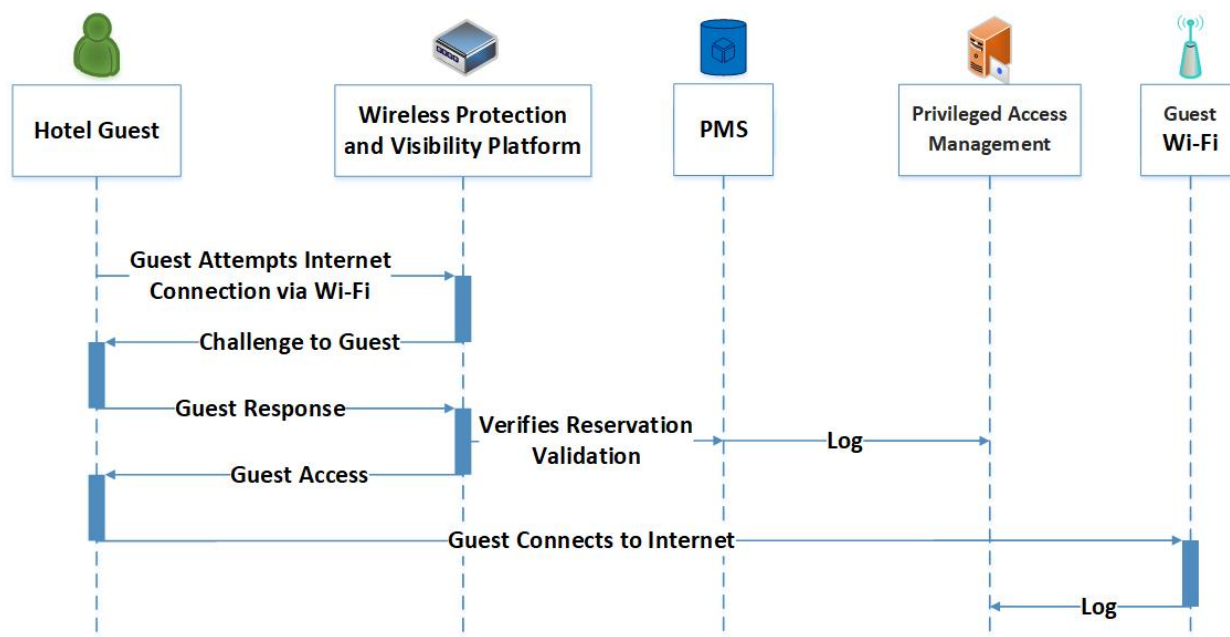 Hotel Guest
Wireless Protection
and Visibility Platform
PMS
Privileged Access
Management
Guest
Wi-Fi
Guest Attempts Internet
Connection via Wi-Fi
Challenge to Guest
Guest Response
Verifies Reservation
Validation
Log
Guest Access
Guest Connects to Internet
Log